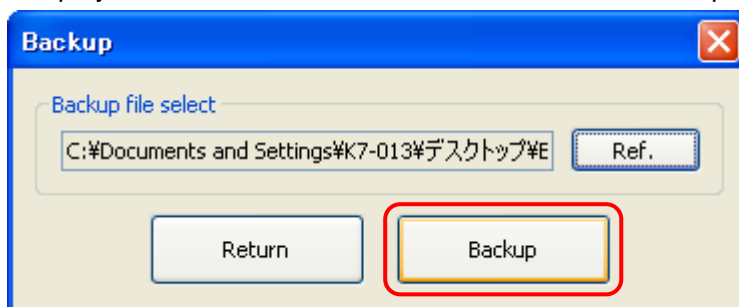 Backup
Backup file select
C:¥Documents and Settings¥K7-013¥デスクトップ¥E
Ref.
Return
Backup